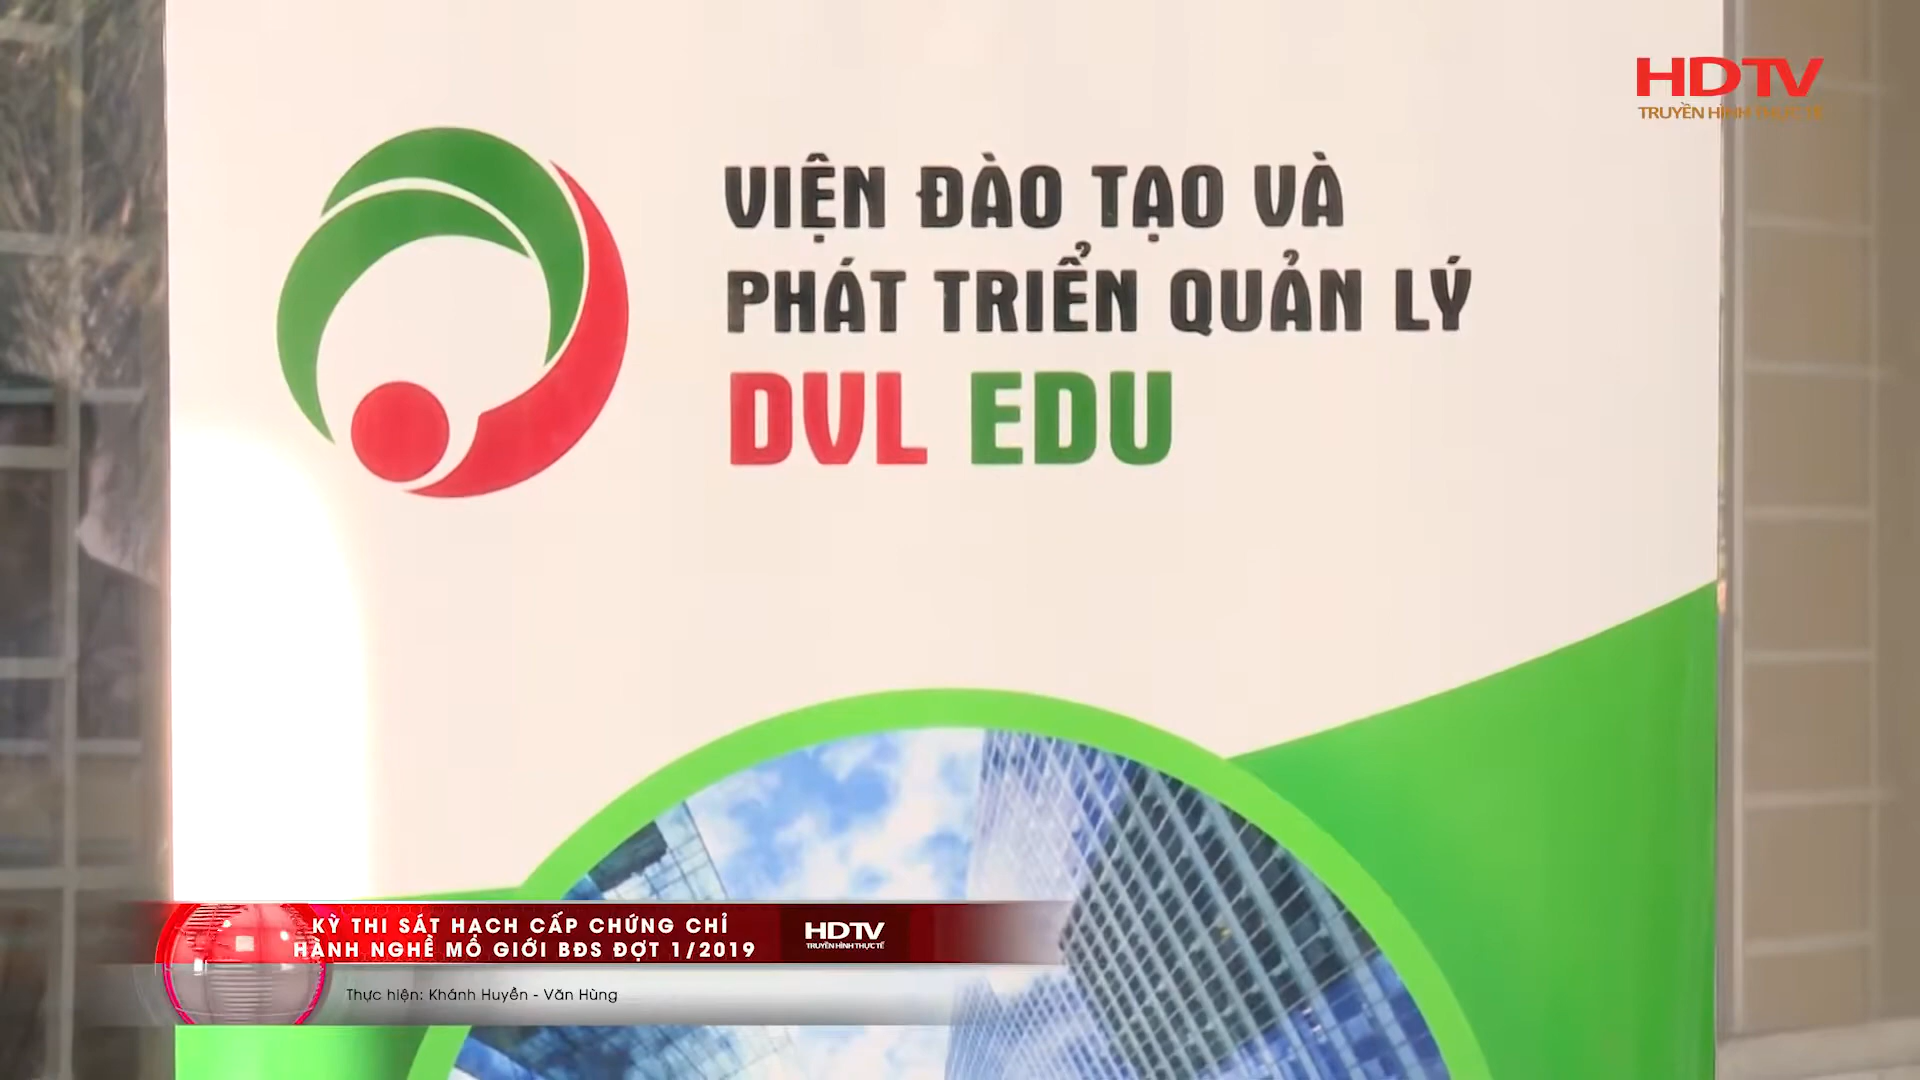 HDTV
TRUYỀN HÌNH THỰC TẾ
VIỆN ĐÀO TẠO VÀ
PHÁT TRIỂN QUẢN LÝ
DVL EDU
KỲ THI SÁT HẠCH CẤP CHỨNG CHỈ
HÀNH NGHỀ MÔ GIỚI BĐS ĐỢT 1/2019
HDTV
TRUYỀN HÌNH THỰC TẾ
Thực hiện: Khánh Huyền - Văn Hùng